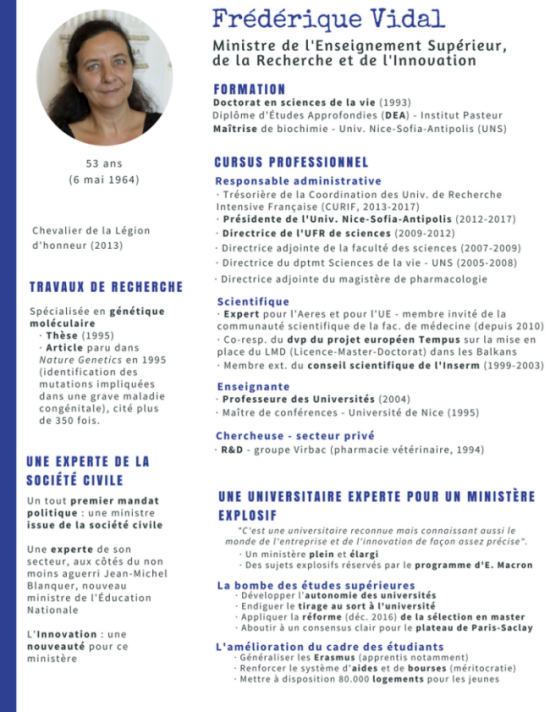 Frédérique Vidal
Ministre de l'Enseignement Supérieur,
de la Recherche et de l'Innovation
53 ans
(6 mai 1964)
Chevalier de la Légion
d'honneur (2013)
TRAVAUX DE RECHERCHE
Spécialisée en génétique
moléculaire
· Thèse (1995)
· Article paru dans
Nature Genetics en 1995
(identification des
mutations impliquées
dans une grave maladie
congénitale), cité plus
de 350 fois.
UNE EXPERTE DE LA
SOCIÉTÉ CIVILE
Un tout premier mandat
politique : une ministre
issue de la société civile
Une experte de son
secteur, aux côtés du non
moins aguerri Jean-Michel
Blanquer, nouveau
ministre de l'Éducation
Nationale
L'Innovation : une
nouveauté pour ce
ministère
FORMATION
Doctorat en sciences de la vie (1993)
Diplôme d'Études Approfondies (DEA) - Institut Pasteur
Maîtrise de biochimie - Univ. Nice-Sofia-Antipolis (UNS)
CURSUS PROFESSIONNEL
Responsable administrative
· Trésorière de la Coordination des Univ. de Recherche
Intensive Française (CURIF, 2013-2017)
· Présidente de l'Univ. Nice-Sofia-Antipolis (2012-2017)
· Directrice de l'UFR de sciences (2009-2012)
· Directrice adjointe de la faculté des sciences (2007-2009)
· Directrice du dptmt Sciences de la vie - UNS (2005-2008)
· Directrice adjointe du magistère de pharmacologie
Scientifique
· Expert pour l'Aeres et pour l'UE - membre invité de la
communauté scientifique de la fac. de médecine (depuis 2010)
· Co-resp. du dvp du projet européen Tempus sur la mise en
place du LMD (Licence-Master-Doctorat) dans les Balkans
· Membre ext. du conseil scientifique de l'Inserm (1999-2003)
Enseignante
· Professeure des Universités (2004)
· Maître de conférences - Université de Nice (1995)
Chercheuse - secteur privé
· R&D - groupe Virbac (pharmacie vétérinaire, 1994)
UNE UNIVERSITAIRE EXPERTE POUR UN MINISTÈRE
EXPLOSIF
"C'est une universitaire reconnue mais connaissant aussi le
monde de l'entreprise et de l'innovation de façon assez précise".
· Un ministère plein et élargi
· Des sujets explosifs réservés par le programme d'E. Macron
La bombe des études supérieures
· Développer l'autonomie des universités
· Endiguer le tirage au sort à l'université
· Appliquer la réforme (déc. 2016) de la sélection en master
· Aboutir à un consensus clair pour le plateau de Paris-Saclay
L'amélioration du cadre des étudiants
· Généraliser les Erasmus (apprentis notamment)
· Renforcer le système d'aides et de bourses (méritocratie)
· Mettre à disposition 80.000 logements pour les jeunes